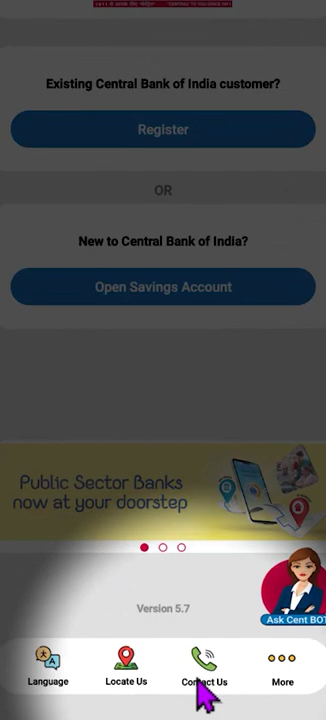 Existing Central Bank of India customer?
Register
OR
New to Central Bank of India?
Open Savings Account
Public Sector Banks
now at your doorstep
Version 5.7
Ask Cent BOT
Language
Locate Us
Contact Us
More